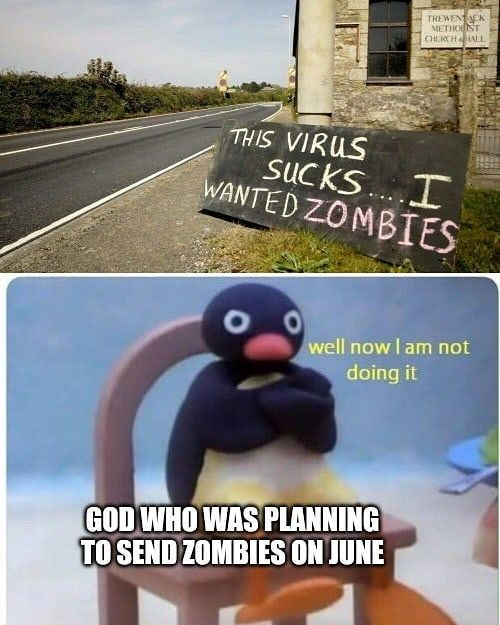 TREWEN
METHODIST
CHURCH HALL
THIS VIRUS
SUCKS.... I
WANTED ZOMBIES
well now I am not
doing it
GOD WHO WAS PLANNING
TO SEND ZOMBIES ON JUNE